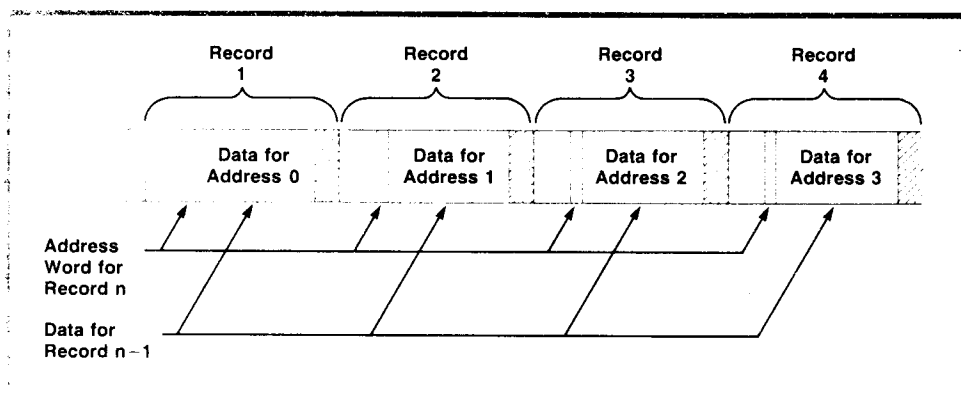 Record
1
Record
2
Record
3
Record
4
Data for
Address 0
Data for
Address 1
Data for
Address 2
Data for
Address 3
Address
Word for
Record n
Data for
Record n–1